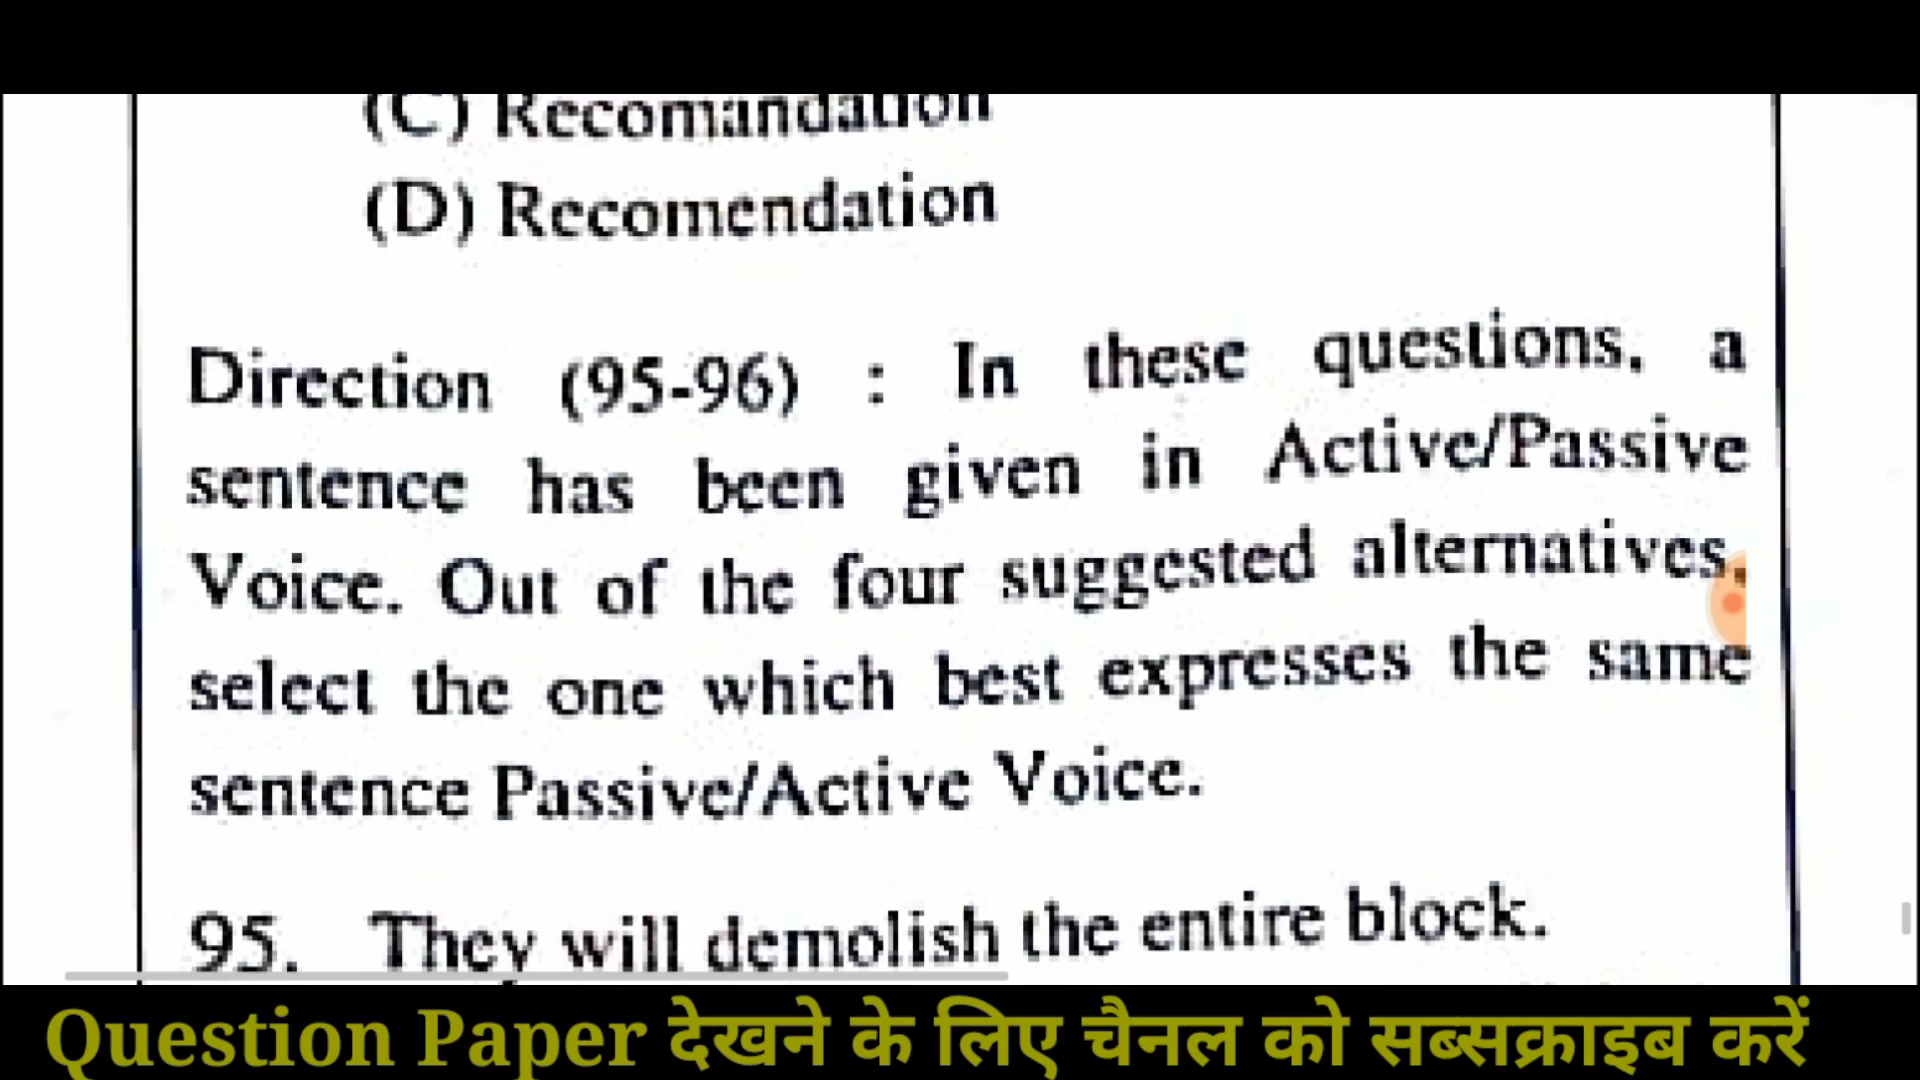 (C) Recomandation
(D) Recomendation
Direction (95-96) : In these questions, a
sentence has been given in Active/Passive
Voice. Out of the four suggested alternatives,
select the one which best expresses the same
sentence Passive/Active Voice.
95. They will demolish the entire block.
Question Paper देखने के लिए चैनल को सब्सक्राइब करें